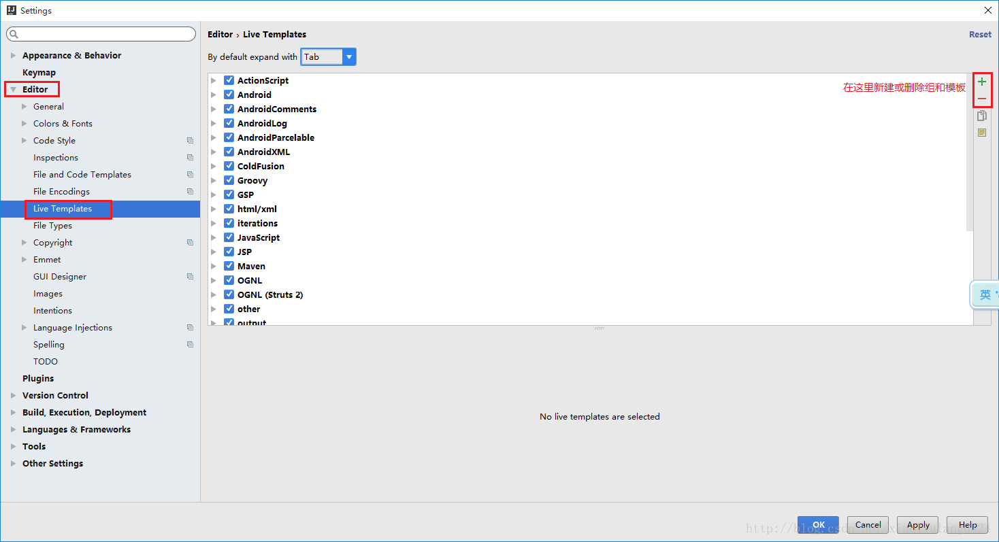 Settings
Appearance & Behavior
Keymap
Editor
General
Colors & Fonts
Code Style
Inspections
File and Code Templates
File Encodings
Live Templates
File Types
Copyright
Emmet
GUI Designer
Images
Intentions
Language Injections
Spelling
TODO
Plugins
Version Control
Build, Execution, Deployment
Languages & Frameworks
Tools
Other Settings
Editor › Live Templates
Reset
By default expand with Tab
ActionScript
Android
AndroidComments
AndroidLog
AndroidParcelable
AndroidXML
ColdFusion
Groovy
GSP
html/xml
iterations
JavaScript
JSP
Maven
OGNL
OGNL (Struts 2)
other
output
在这里新建或删除组和模板
英
No live templates are selected
OK
Cancel
Apply
Help